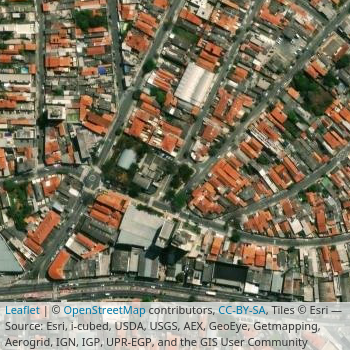 Leaflet | © OpenStreetMap contributors, CC-BY-SA, Tiles © Esri —
Source: Esri, i-cubed, USDA, USGS, AEX, GeoEye, Getmapping,
Aerogrid, IGN, IGP, UPR-EGP, and the GIS User Community